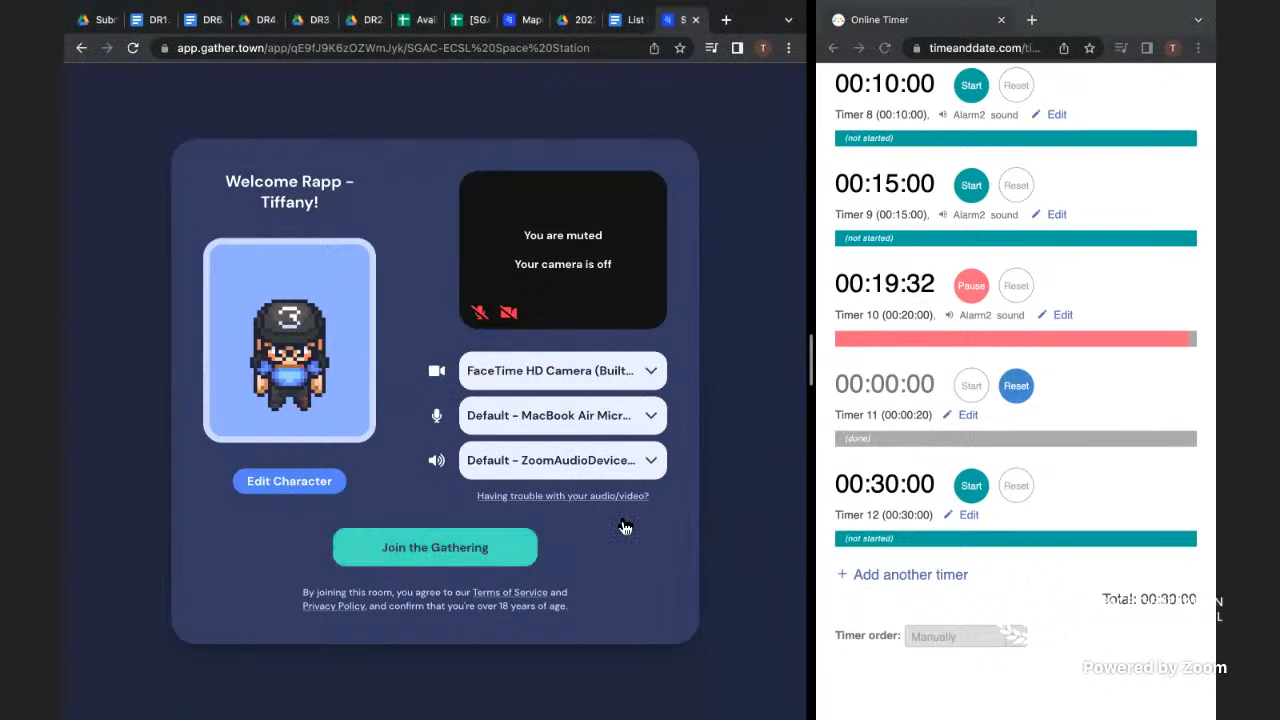 Sub
DR1.
DR6.
DR4
DR3.
DR2
Avai
[SG/
Map
202
List
S
app.gather.town/app/qE9fJ9K6zOZWmJyk/SGAC-ECSL%20Space%20Station
T
Welcome Rapp -
Tiffany!
You are muted
Your camera is off
FaceTime HD Camera (Built...
Default - MacBook Air Micr...
Default - ZoomAudioDevice...
Edit Character
Having trouble with your audio/video?
Join the Gathering
By joining this room, you agree to our Terms of Service and
Privacy Policy, and confirm that you're over 18 years of age.
Online Timer
timeanddate.com/ti...
T
00:10:00 Start Reset
Timer 8 (00:10:00), Alarm2 sound Edit
(not started)
00:15:00 Start Reset
Timer 9 (00:15:00), Alarm2 sound Edit
(not started)
00:19:32 Pause Reset
Timer 10 (00:20:00), Alarm2 sound Edit
00:00:00 Start Reset
Timer 11 (00:00:20) Edit
(done)
00:30:00 Start Reset
Timer 12 (00:30:00) Edit
(not started)
+ Add another timer
Total: 00:30:00
Timer order: Manually
Powered by Zoom